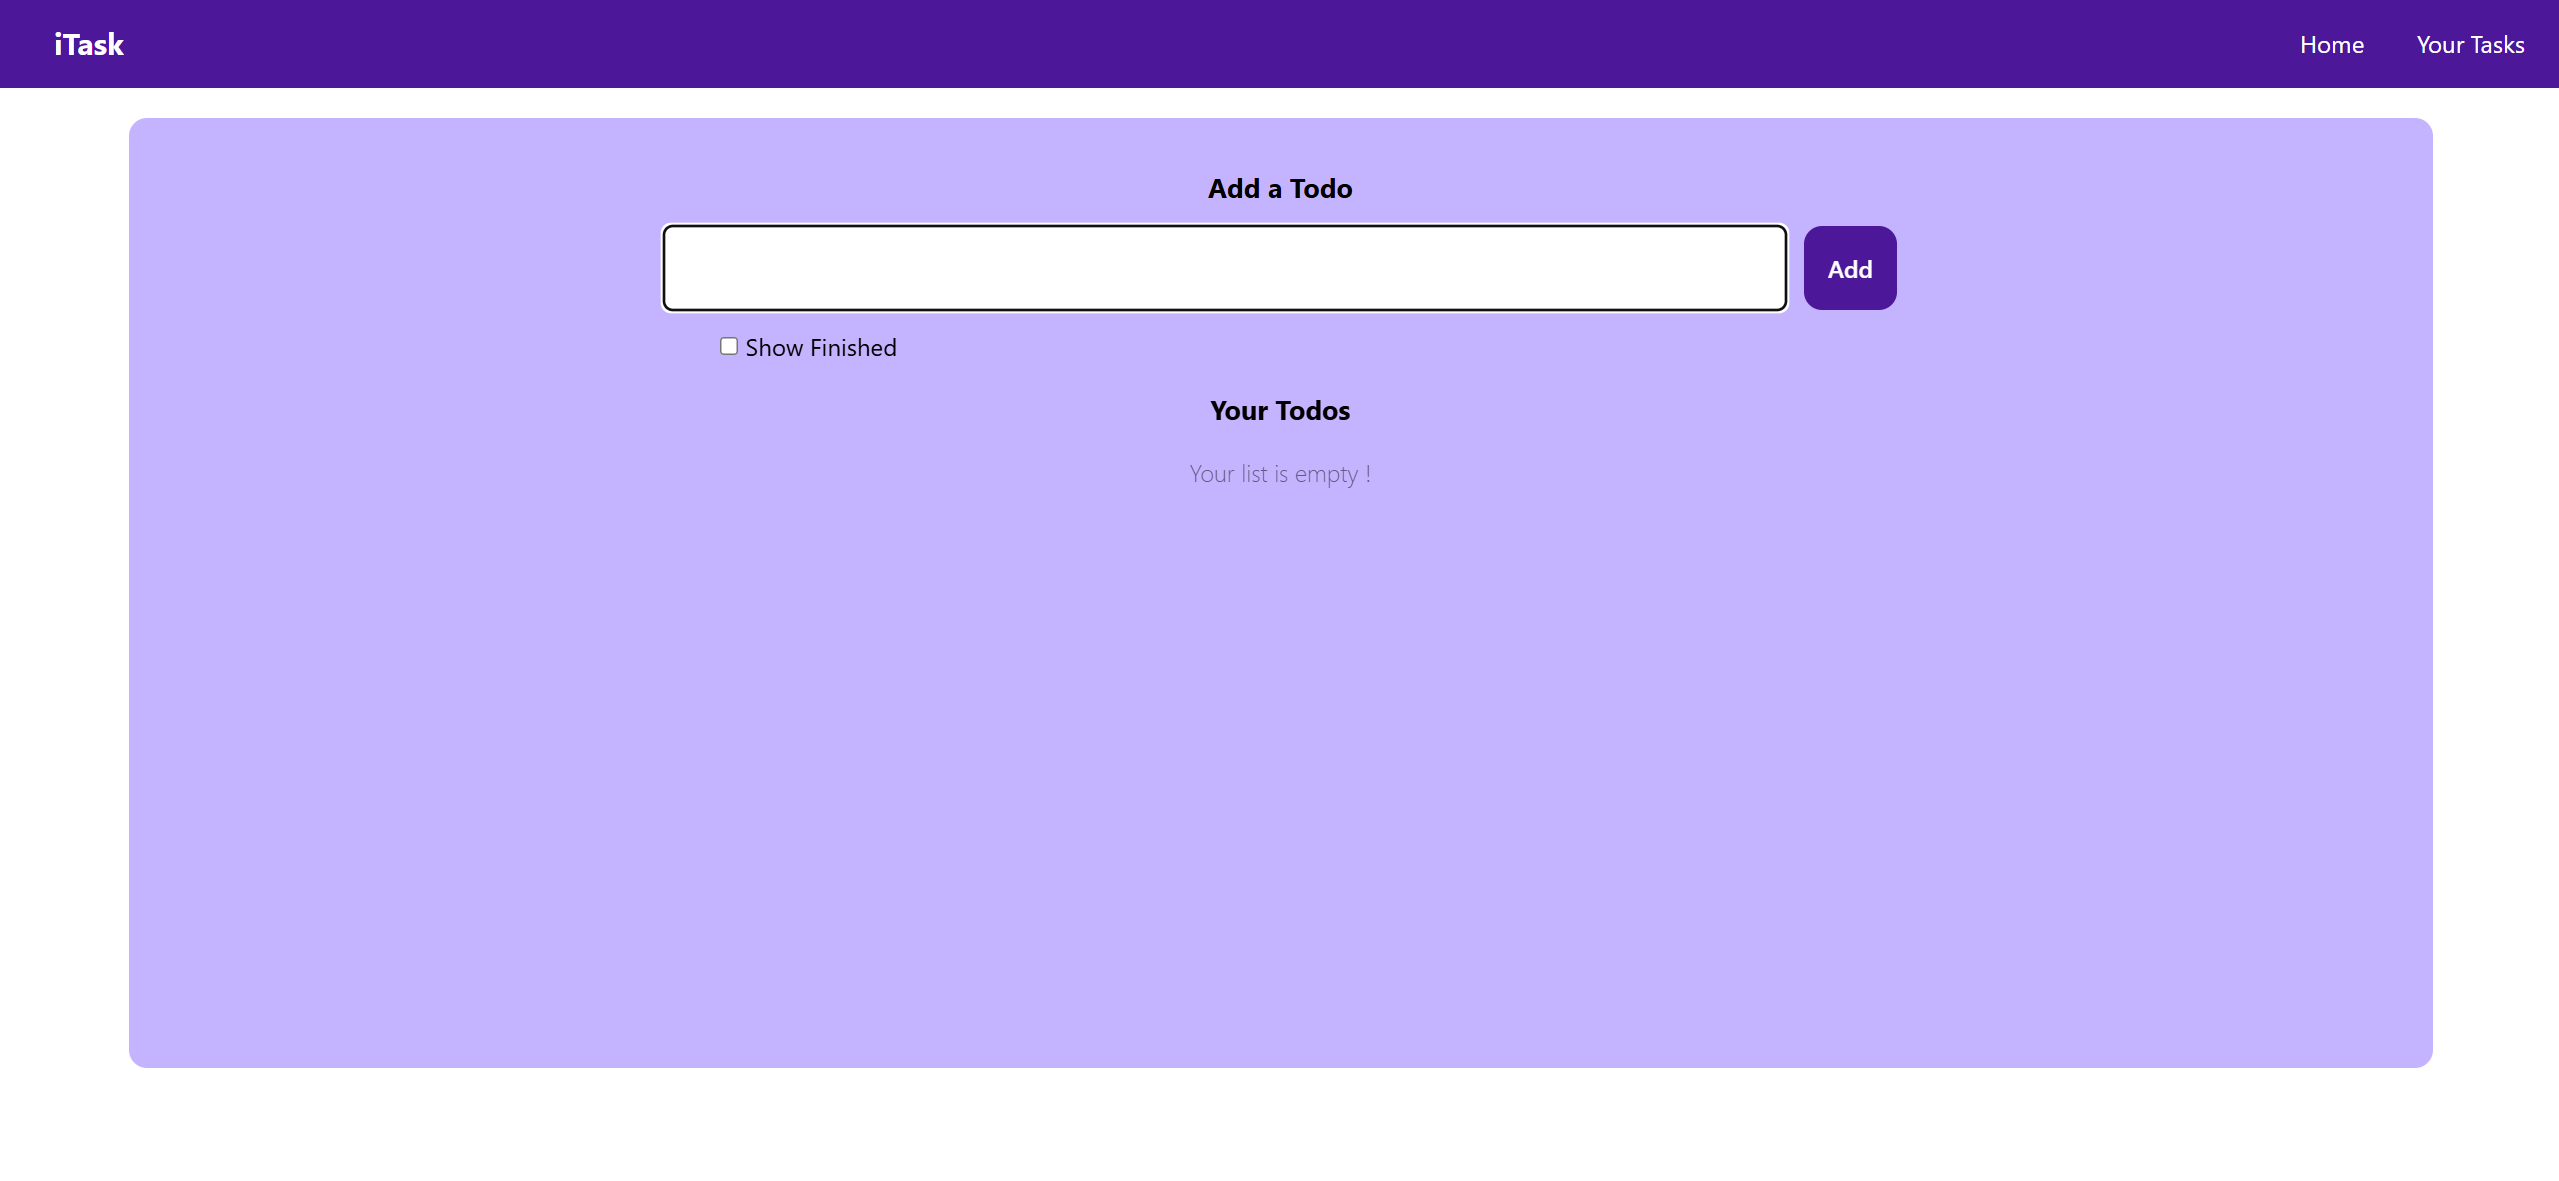 iTask
Home Your Tasks
Add a Todo
Add
Show Finished
Your Todos
Your list is empty !